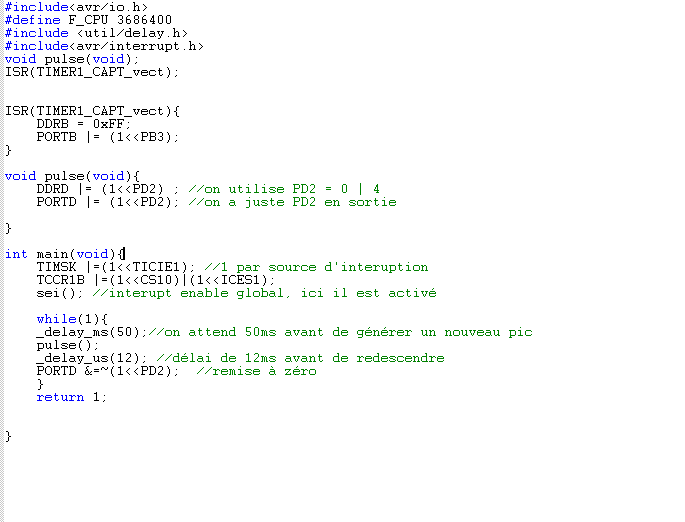 #include<avr/io.h>
#define F_CPU 3686400
#include <util/delay.h>
#include<avr/interrupt.h>
void pulse(void);
ISR(TIMER1_CAPT_vect);
ISR(TIMER1_CAPT_vect){
    DDRB = 0xFF;
    PORTB |= (1<<PB3);
}
void pulse(void){
    DDRD |= (1<<PD2) ; //on utilise PD2 = 0 | 4
    PORTD |= (1<<PD2); //on a juste PD2 en sortie
}
int main(void){
    TIMSK |=(1<<TICIE1); //1 par source d'interuption
    TCCR1B |=(1<<CS10)|(1<<ICES1);
    sei(); //interupt enable global, ici il est activé
    while(1){
    _delay_ms(50);//on attend 50ms avant de générer un nouveau pic
    pulse();
    _delay_us(12); //délai de 12ms avant de redescendre
    PORTD &=~(1<<PD2);  //remise à zéro
    }
    return 1;
}